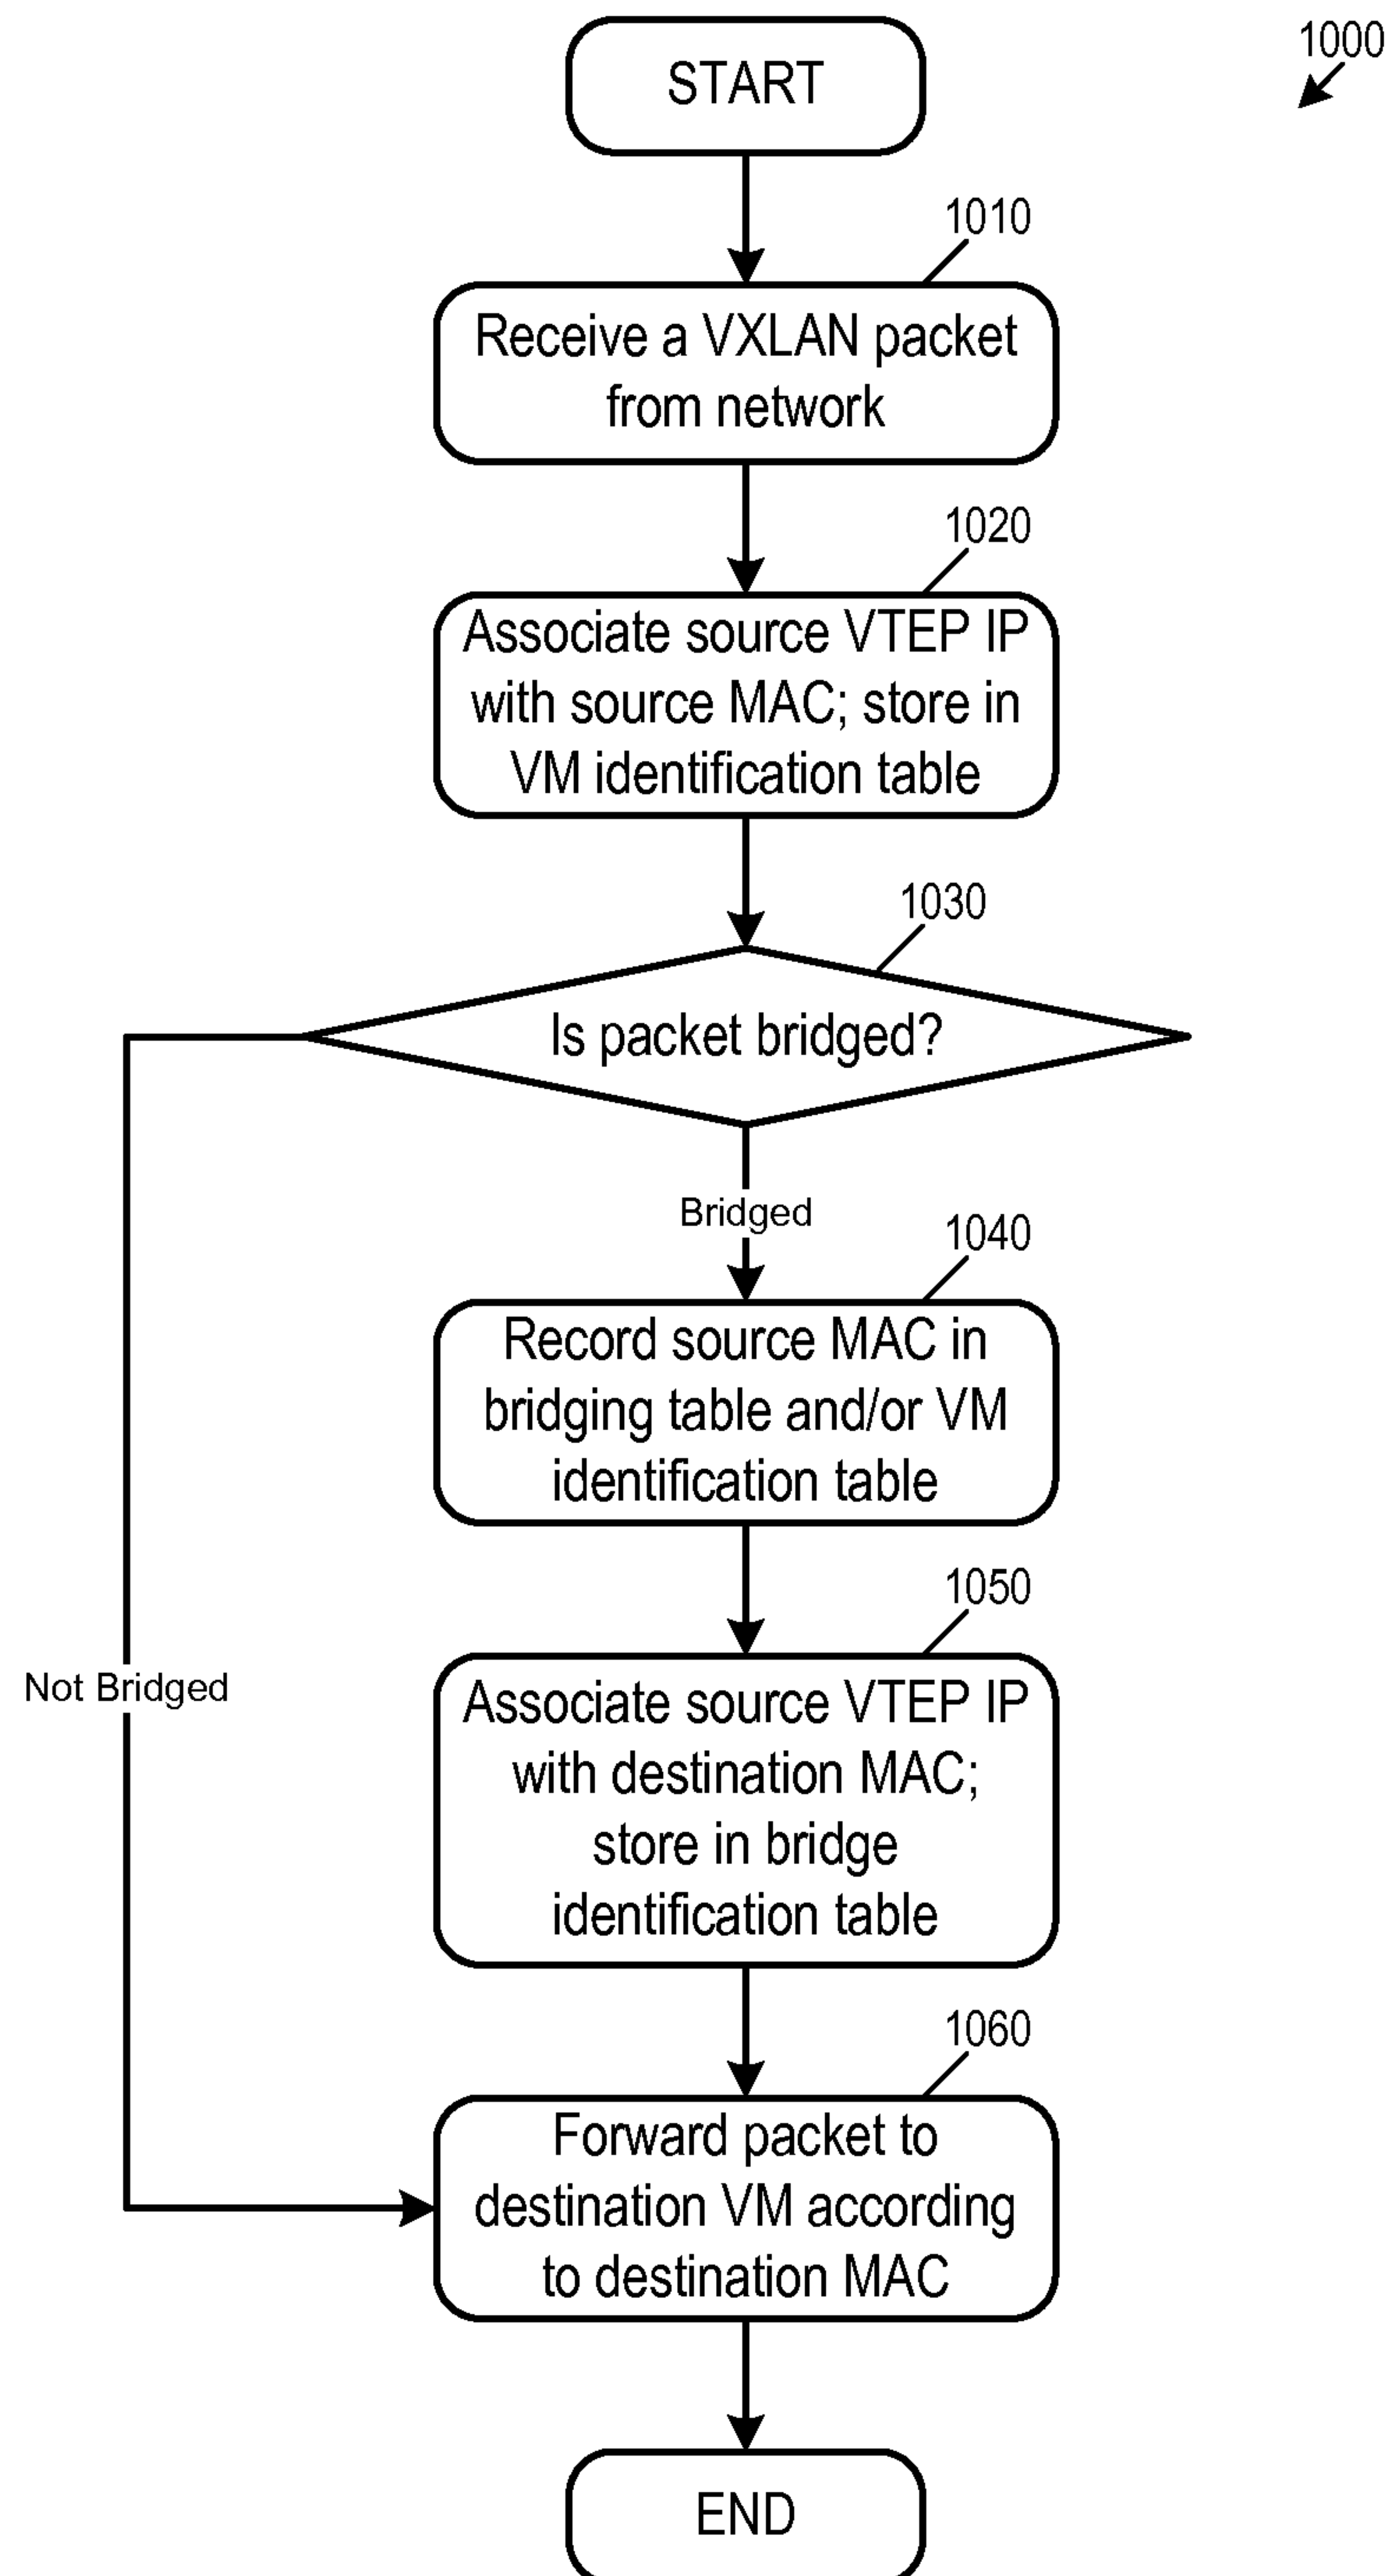 START
1000
1010
Receive a VXLAN packet
from network
1020
Associate source VTEP IP
with source MAC; store in
VM identification table
1030
Is packet bridged?
Bridged
1040
Record source MAC in
bridging table and/or VM
identification table
1050
Not Bridged
Associate source VTEP IP
with destination MAC;
store in bridge
identification table
1060
Forward packet to
destination VM according
to destination MAC
END